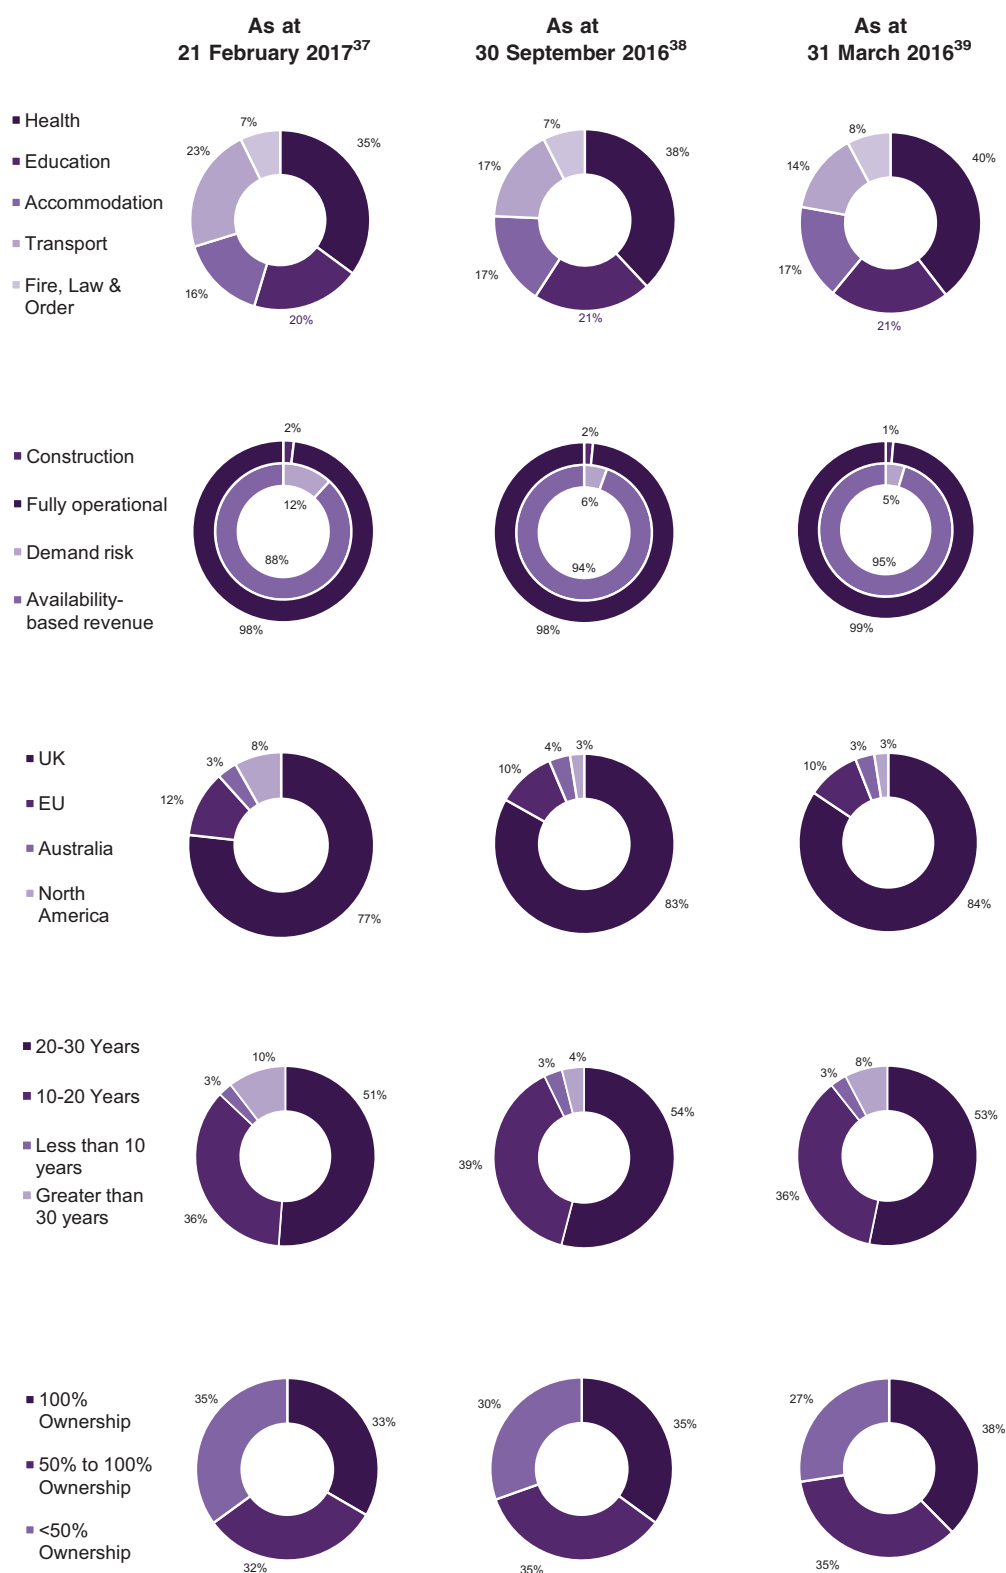 As at
21 February 2017³⁷
As at
30 September 2016³⁸
As at
31 March 2016³⁹
Health
Education
Accommodation
Transport
Fire, Law &
Order
7%
35%
23%
16%
20%
7%
38%
17%
17%
21%
8%
40%
14%
17%
21%
Construction
Fully operational
Demand risk
Availability-
based revenue
2%
12%
88%
98%
2%
6%
94%
98%
1%
5%
95%
99%
UK
EU
Australia
North
America
8%
3%
12%
77%
4%
3%
10%
83%
3%
3%
10%
84%
20-30 Years
10-20 Years
Less than 10
years
Greater than
30 years
10%
3%
51%
36%
4%
3%
54%
39%
8%
3%
53%
36%
100%
Ownership
50% to 100%
Ownership
<50%
Ownership
35%
33%
32%
30%
35%
35%
27%
38%
35%